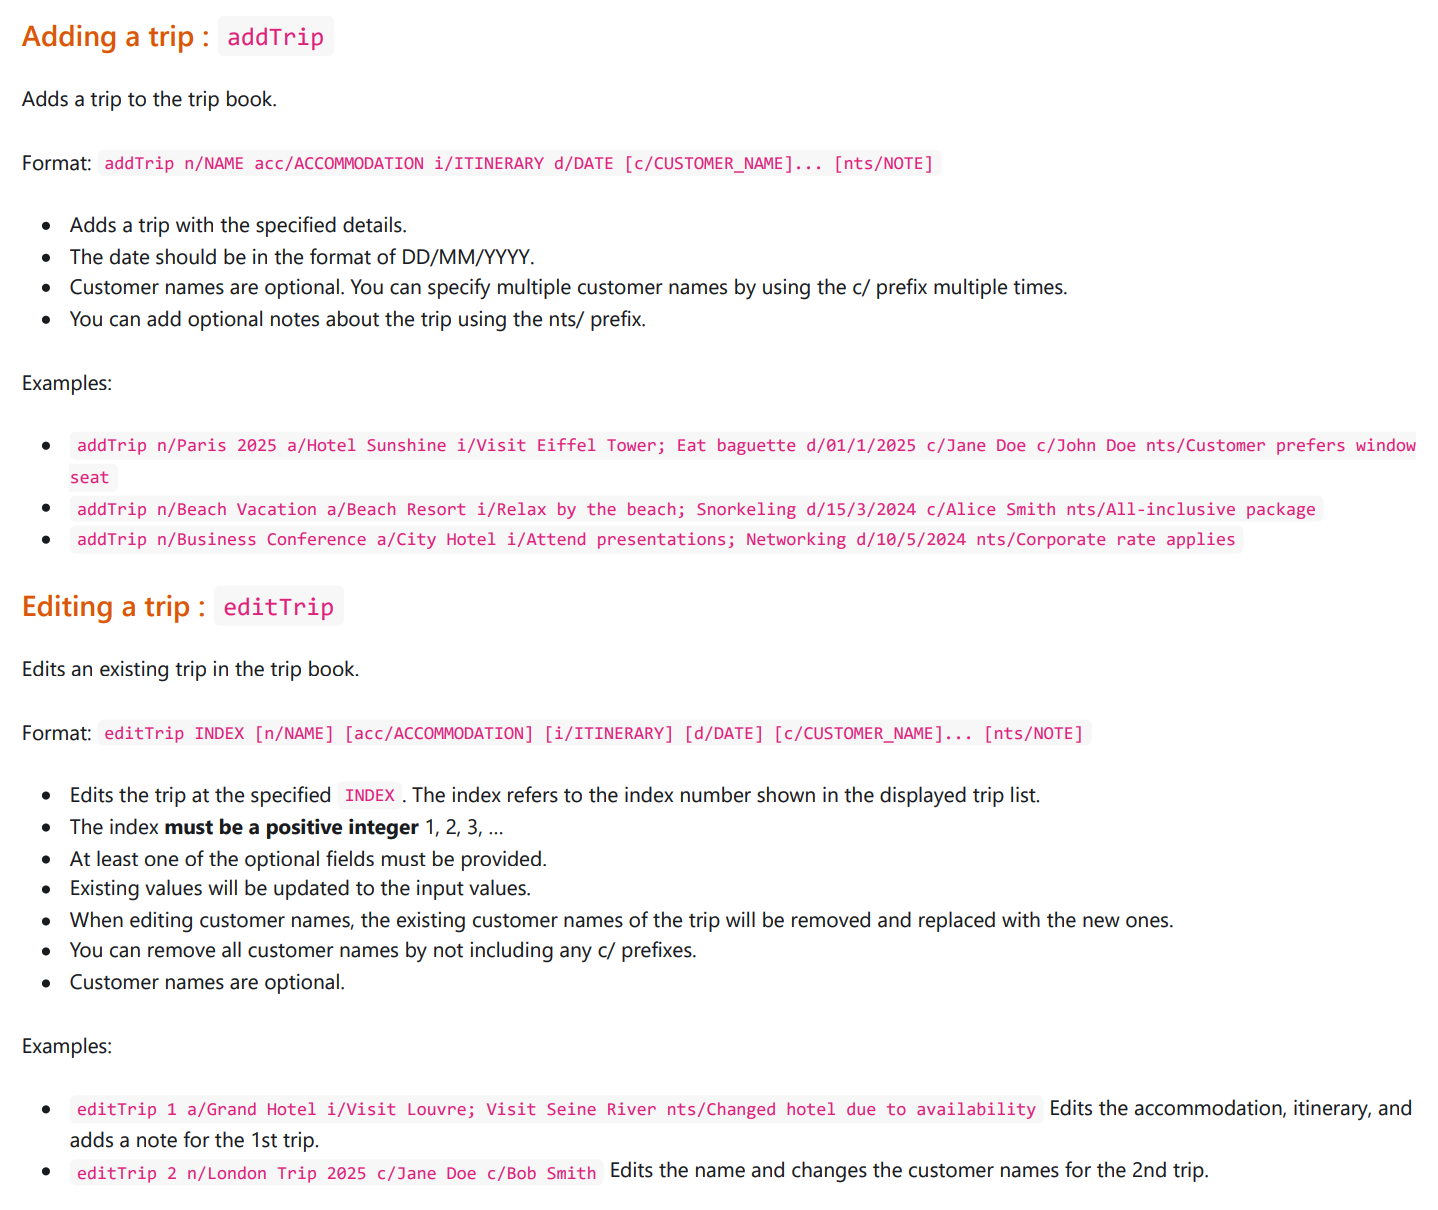 Adding a trip : addTrip
Adds a trip to the trip book.
Format: addTrip n/NAME acc/ACCOMMODATION i/ITINERARY d/DATE [c/CUSTOMER_NAME]... [nts/NOTE]
• Adds a trip with the specified details.
• The date should be in the format of DD/MM/YYYY.
• Customer names are optional. You can specify multiple customer names by using the c/ prefix multiple times.
• You can add optional notes about the trip using the nts/ prefix.
Examples:
• addTrip n/Paris 2025 a/Hotel Sunshine i/Visit Eiffel Tower; Eat baguette d/01/1/2025 c/Jane Doe c/John Doe nts/Customer prefers window
seat
• addTrip n/Beach Vacation a/Beach Resort i/Relax by the beach; Snorkeling d/15/3/2024 c/Alice Smith nts/All-inclusive package
• addTrip n/Business Conference a/City Hotel i/Attend presentations; Networking d/10/5/2024 nts/Corporate rate applies
Editing a trip : editTrip
Edits an existing trip in the trip book.
Format: editTrip INDEX [n/NAME] [acc/ACCOMMODATION] [i/ITINERARY] [d/DATE] [c/CUSTOMER_NAME]... [nts/NOTE]
• Edits the trip at the specified INDEX. The index refers to the index number shown in the displayed trip list.
• The index must be a positive integer 1, 2, 3, …
• At least one of the optional fields must be provided.
• Existing values will be updated to the input values.
• When editing customer names, the existing customer names of the trip will be removed and replaced with the new ones.
• You can remove all customer names by not including any c/ prefixes.
• Customer names are optional.
Examples:
• editTrip 1 a/Grand Hotel i/Visit Louvre; Visit Seine River nts/Changed hotel due to availability Edits the accommodation, itinerary, and
adds a note for the 1st trip.
• editTrip 2 n/London Trip 2025 c/Jane Doe c/Bob Smith Edits the name and changes the customer names for the 2nd trip.